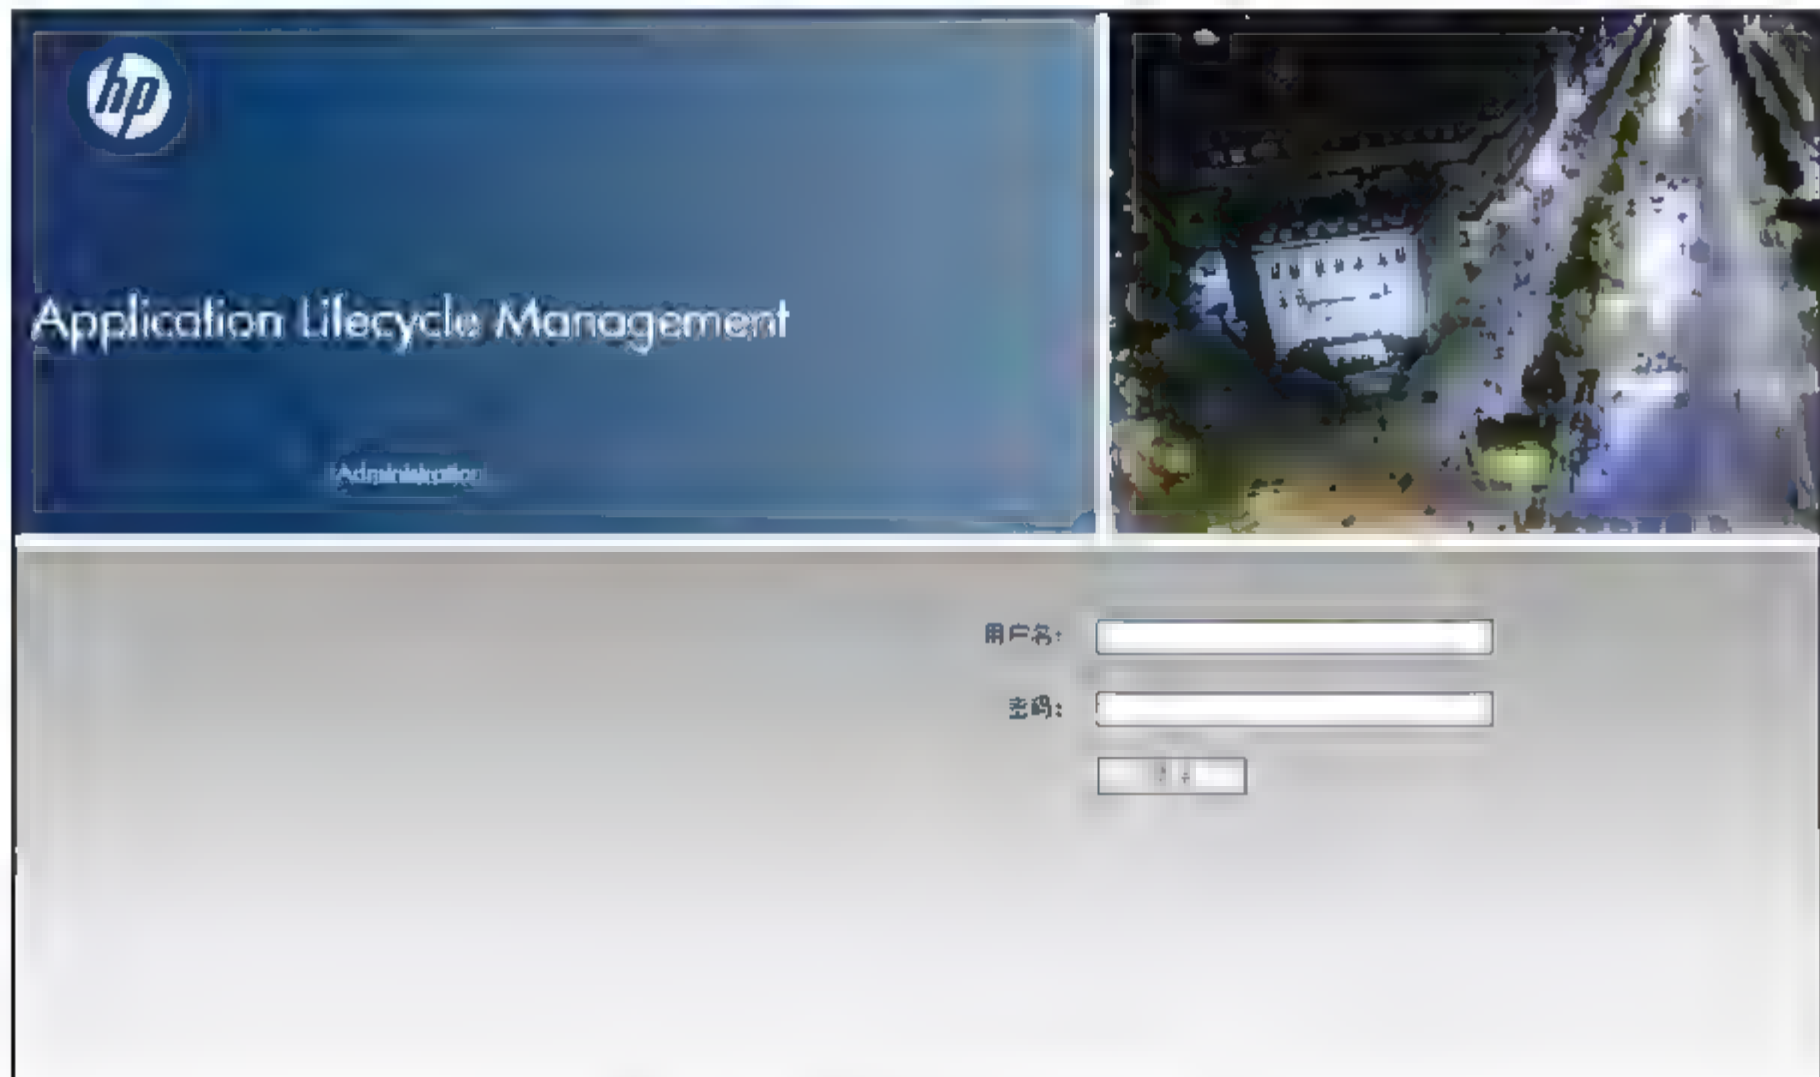 hp
Application Lifecycle Management
Administration
用户名:
密码: